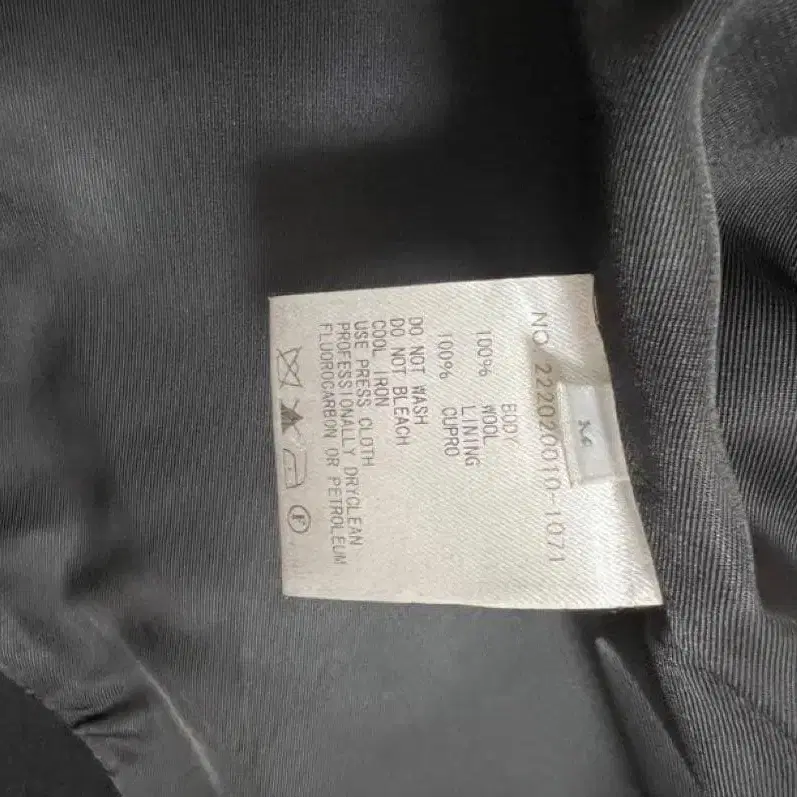 NO. 222020010-1071
BODY
100% WOOL
LINING
100% CUPRO
DO NOT WASH
DO NOT BLEACH
COOL IRON
USE PRESS CLOTH
PROFESSIONALLY DRYCLEAN
FLUOROCARBON OR PETROLEUM
F